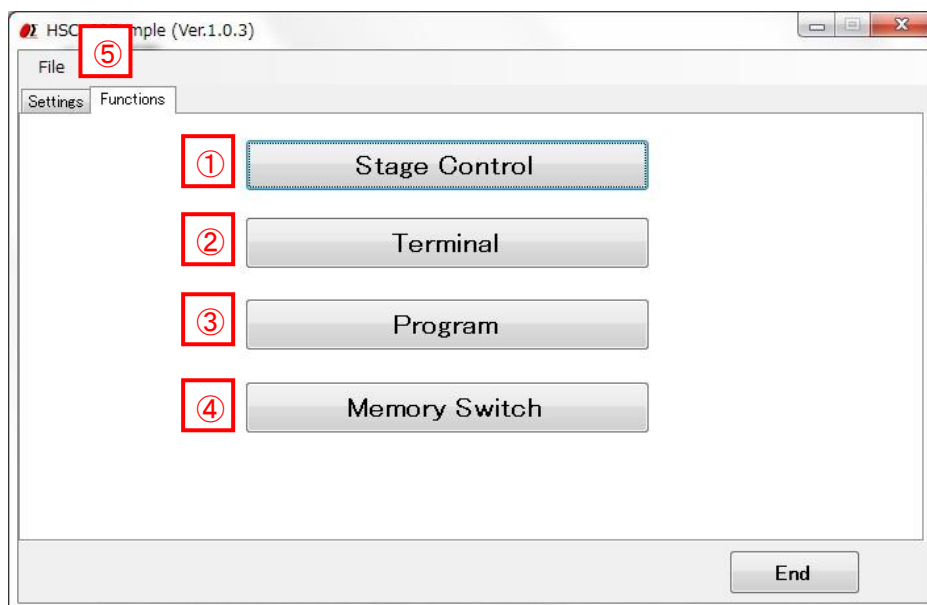 HSC mple (Ver.1.0.3)
⑤
File
Settings Functions
① Stage Control
② Terminal
③ Program
④ Memory Switch
End